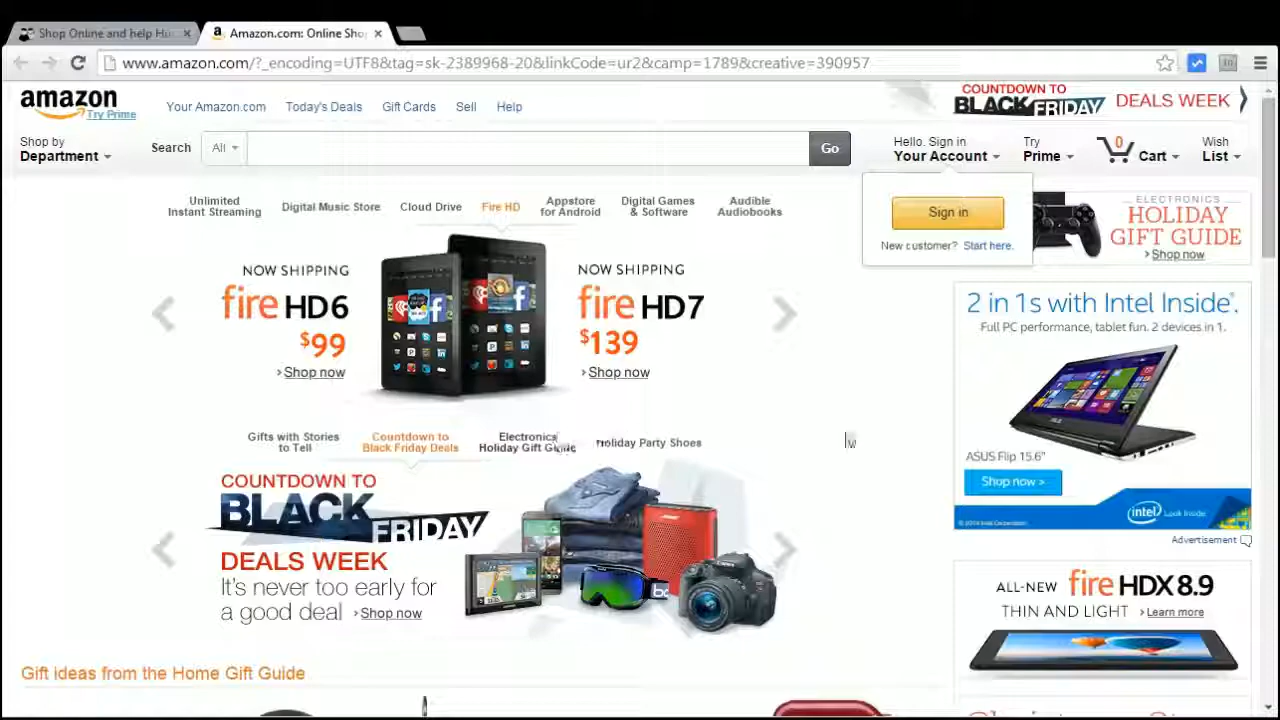 Shop Online and help Hu
Amazon.com: Online Sho
www.amazon.com/?_encoding=UTF8&tag=sk-2389968-20&linkCode=ur2&camp=1789&creative=390957
amazon
Try Prime
Your Amazon.com Today's Deals Gift Cards Sell Help
COUNTDOWN TO
BLACK FRIDAY DEALS WEEK
Shop by
Department
Search All Go
Hello. Sign in
Your Account
Try
Prime
0
Cart
Wish
List
Sign in
New customer? Start here.
Unlimited
Instant Streaming
Digital Music Store
Cloud Drive
Fire HD
Appstore
for Android
Digital Games
& Software
Audible
Audiobooks
ELECTRONICS
HOLIDAY
GIFT GUIDE
Shop now
NOW SHIPPING
fire HD6
$99
Shop now
NOW SHIPPING
fire HD7
$139
Shop now
2 in 1s with Intel Inside®.
Full PC performance, tablet fun. 2 devices in 1.
ASUS Flip 15.6"
Shop now >
intel Look Inside.
Advertisement
Gifts with Stories
to Tell
Countdown to
Black Friday Deals
Electronics
Holiday Gift Guide
Holiday Party Shoes
COUNTDOWN TO
BLACK
FRIDAY
DEALS WEEK
It's never too early for
a good deal Shop now
ALL-NEW fire HDX 8.9
THIN AND LIGHT Learn more
Gift ideas from the Home Gift Guide